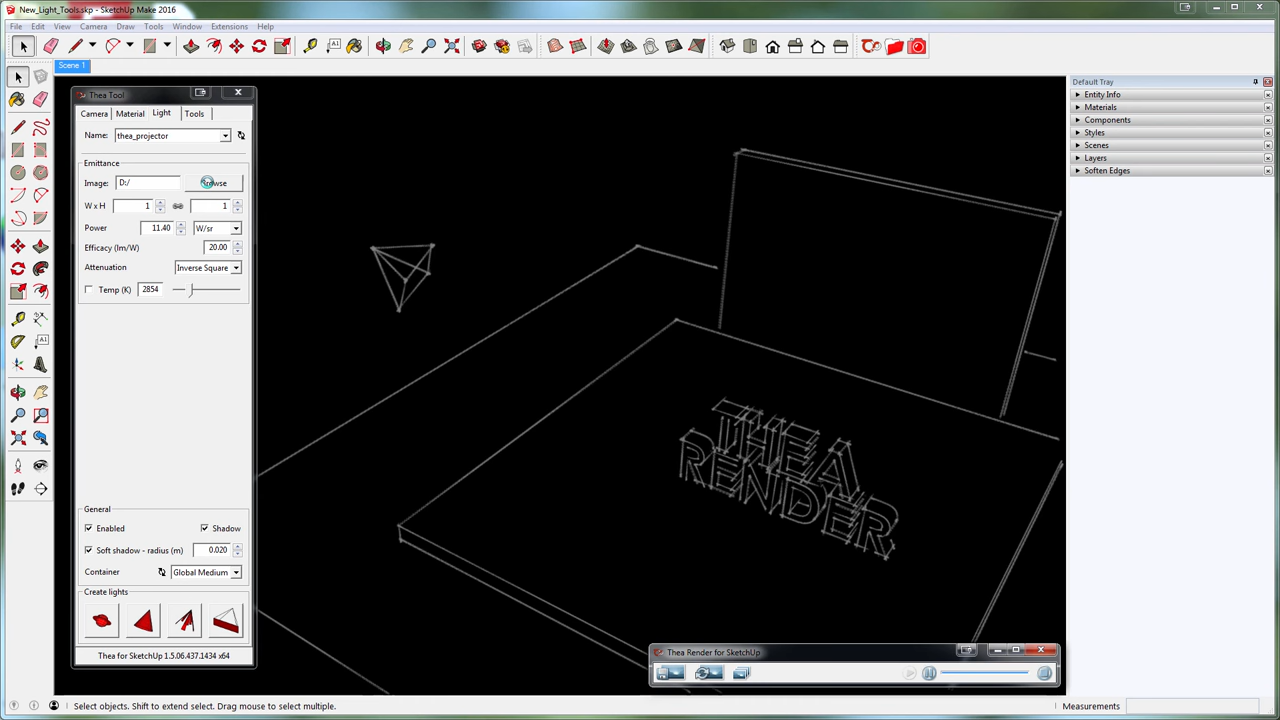 New_Light_Tools.skp - SketchUp Make 2016
File Edit View Camera Draw Tools Window Extensions Help
Scene 1
Default Tray
Entity Info
Materials
Components
Styles
Scenes
Layers
Soften Edges
Thea Tool
Camera Material Light Tools
Name: thea_projector
Emittance
Image: D:/
W x H 1 1
Power 11.40 W/sr
Efficacy (lm/W) 20.00
Attenuation Inverse Square
Temp (K) 2854
General
Enabled Shadow
Soft shadow - radius (m) 0.020
Container Global Medium
Create lights
Thea for SketchUp 1.5.06.437.1434 x64
THEA
RENDER
Thea Render for SketchUp
Select objects. Shift to extend select. Drag mouse to select multiple.
Measurements